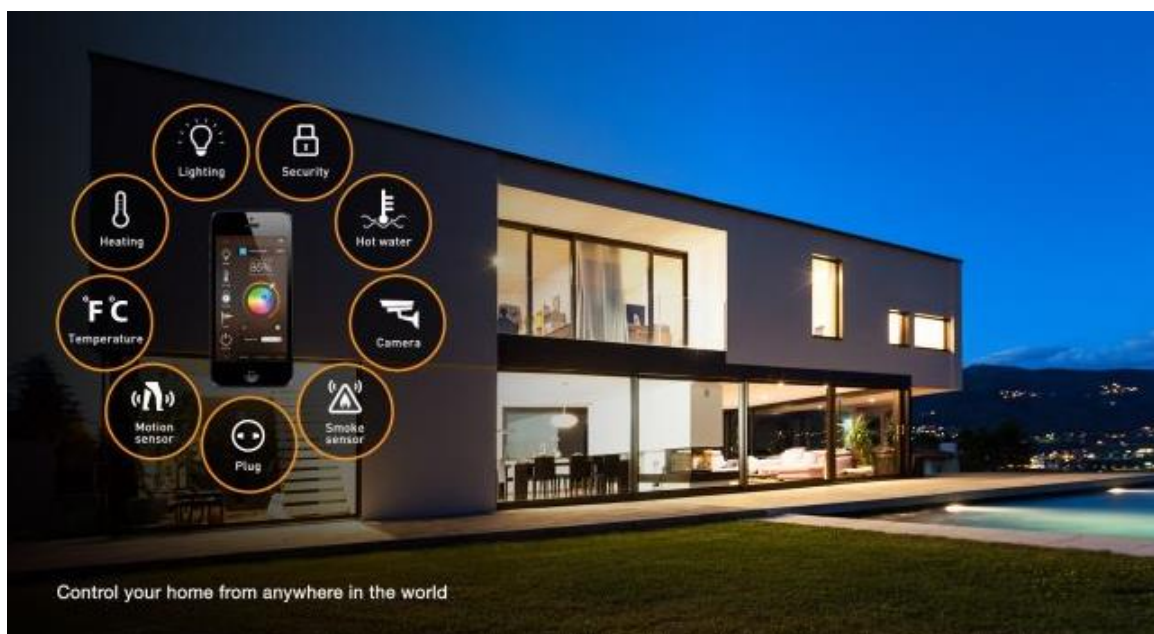 Lighting
Security
Heating
Hot water
°F °C
Temperature
Camera
Motion
sensor
Smoke
sensor
Plug
Control your home from anywhere in the world